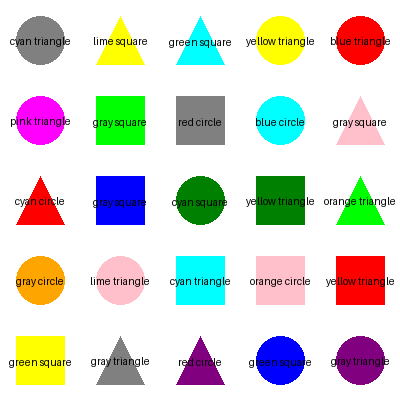 cyan triangle lime square green square yellow triangle blue triangle
pink triangle gray square red circle blue circle gray square
cyan circle gray square cyan square yellow triangle orange triangle
gray circle lime triangle cyan triangle orange circle yellow triangle
green square gray triangle red circle green square gray triangle